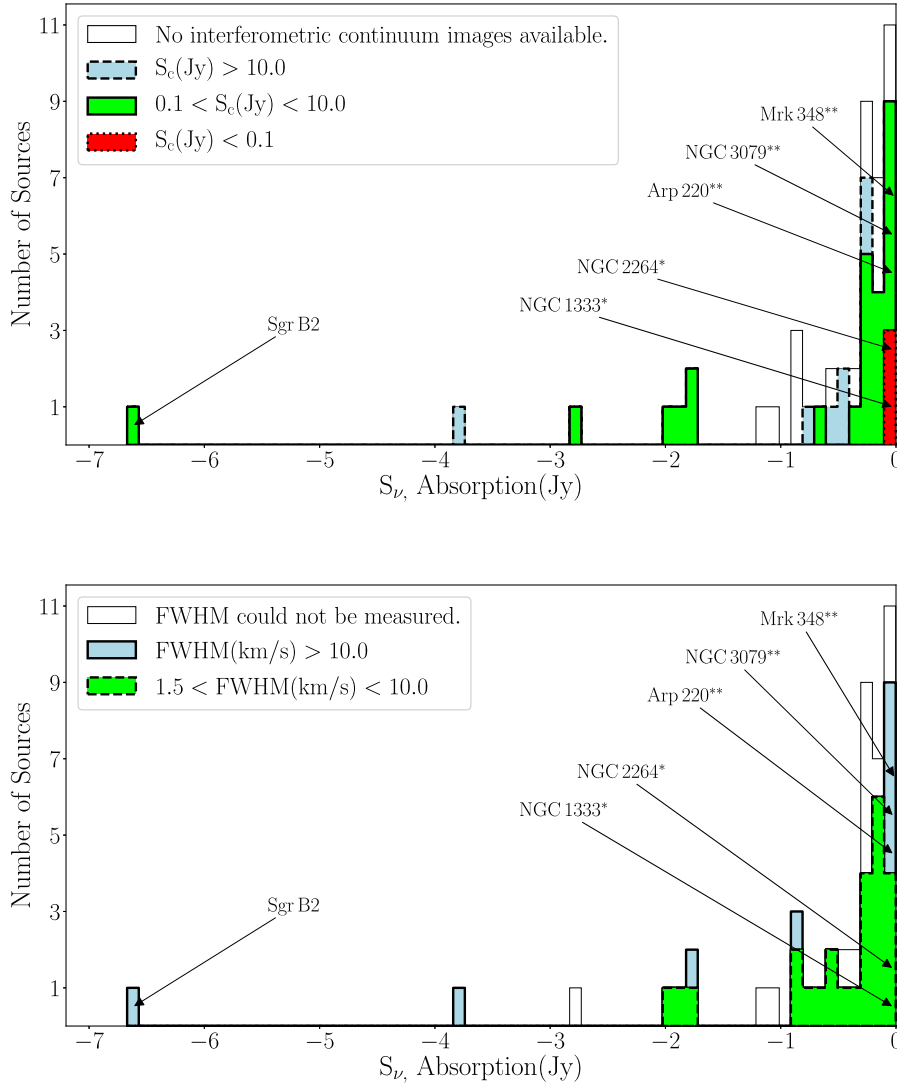 No interferometric continuum images available.
S_c(Jy) > 10.0
0.1 < S_c(Jy) < 10.0
S_c(Jy) < 0.1
Mrk 348**
NGC 3079**
Arp 220**
NGC 2264*
NGC 1333*
Sgr B2
Number of Sources
11
9
7
5
3
1
−7 −6 −5 −4 −3 −2 −1 0
S_ν, Absorption(Jy)
FWHM could not be measured.
FWHM(km/s) > 10.0
1.5 < FWHM(km/s) < 10.0
Mrk 348**
NGC 3079**
Arp 220**
NGC 2264*
NGC 1333*
Sgr B2
Number of Sources
11
9
7
5
3
1
−7 −6 −5 −4 −3 −2 −1 0
S_ν, Absorption(Jy)